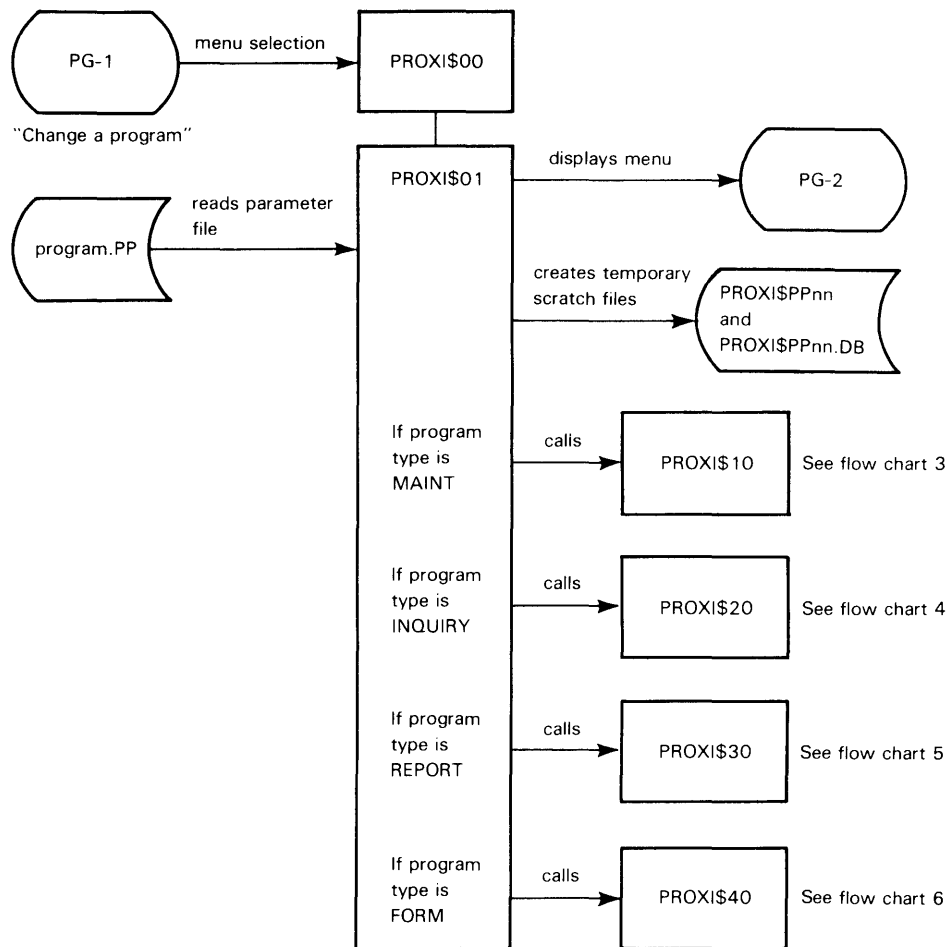 PG-1
menu selection
PROXI$00
"Change a program"
PROXI$01
displays menu
PG-2
program.PP
reads parameter
file
creates temporary
scratch files
PROXI$PPnn
and
PROXI$PPnn.DB
If program
type is
MAINT
calls
PROXI$10
See flow chart 3
If program
type is
INQUIRY
calls
PROXI$20
See flow chart 4
If program
type is
REPORT
calls
PROXI$30
See flow chart 5
If program
type is
FORM
calls
PROXI$40
See flow chart 6